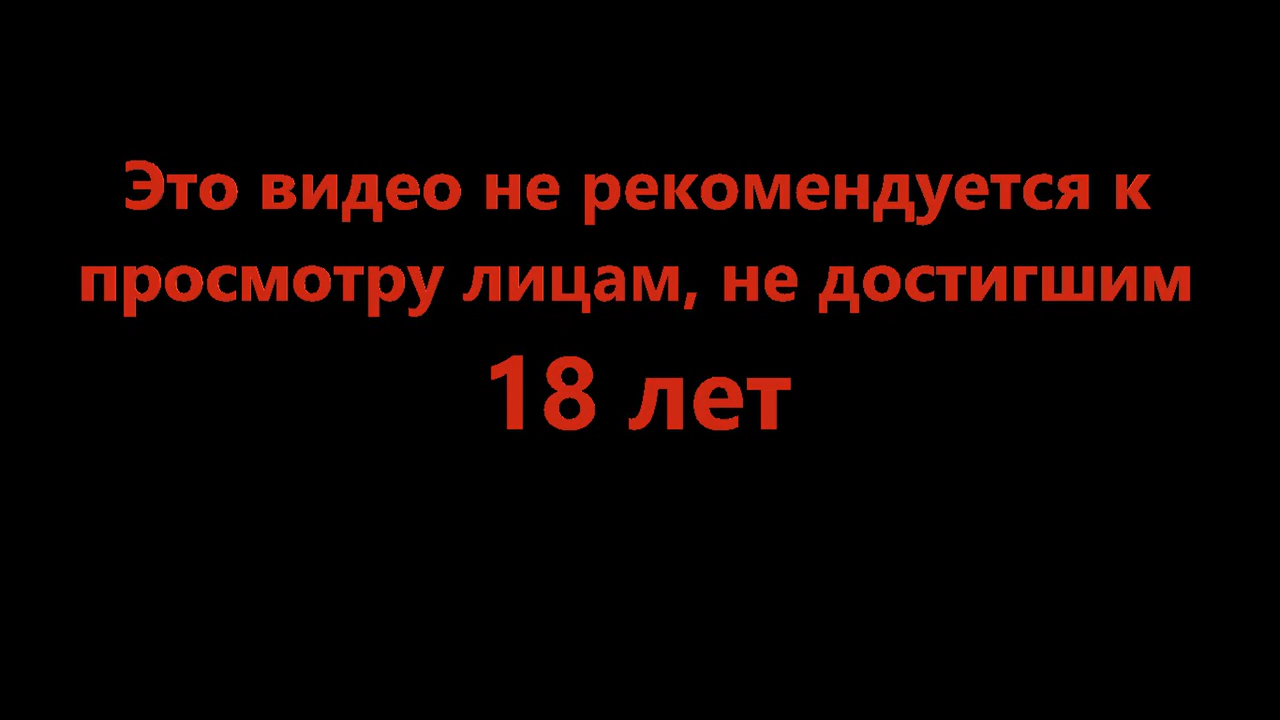 Это видео не рекомендуется к
просмотру лицам, не достигшим
18 лет